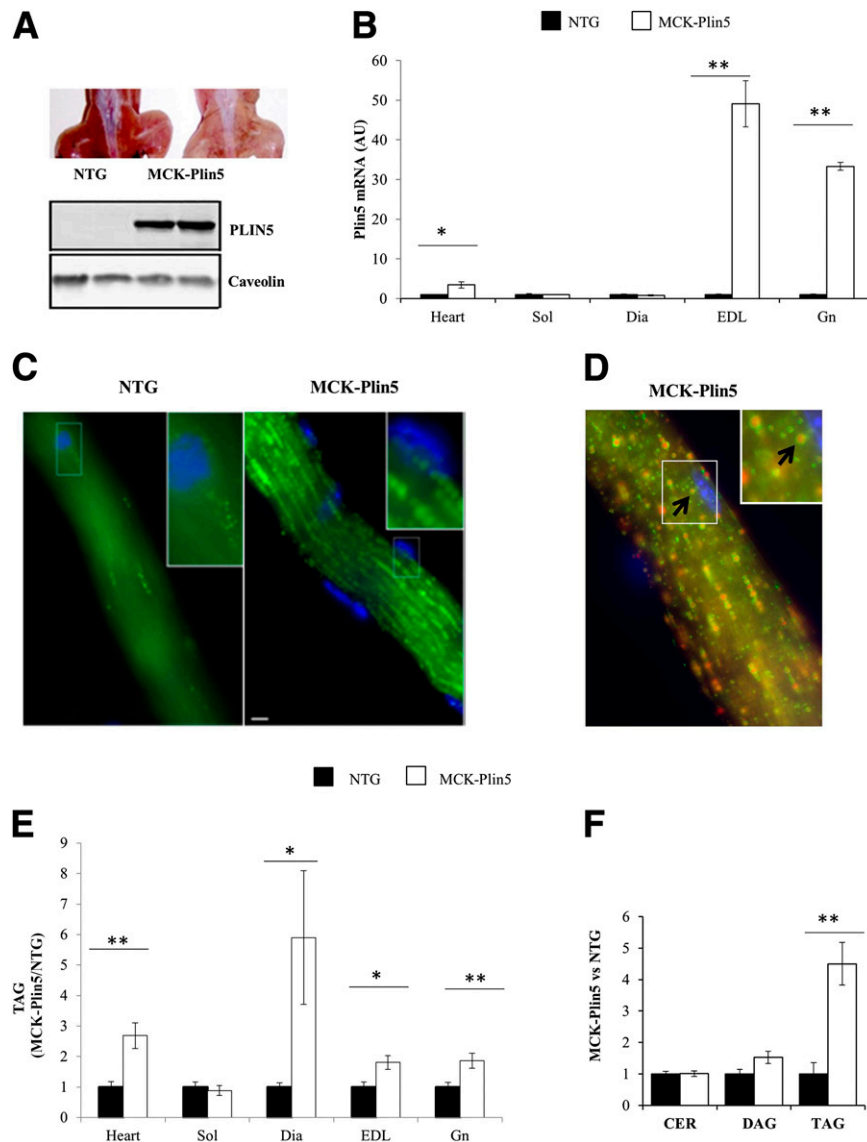 A
NTG MCK-Plin5
PLIN5
Caveolin
B
NTG MCK-Plin5
Plin5 mRNA (AU)
60
50
40
30
20
10
0
*
**
**
Heart Sol Dia EDL Gn
C
NTG MCK-Plin5
D
MCK-Plin5
NTG MCK-Plin5
E
TAG
(MCK-Plin5/NTG)
9
8
7
6
5
4
3
2
1
0
**
*
*
**
Heart Sol Dia EDL Gn
F
MCK-Plin5 vs NTG
6
5
4
3
2
1
0
**
CER DAG TAG